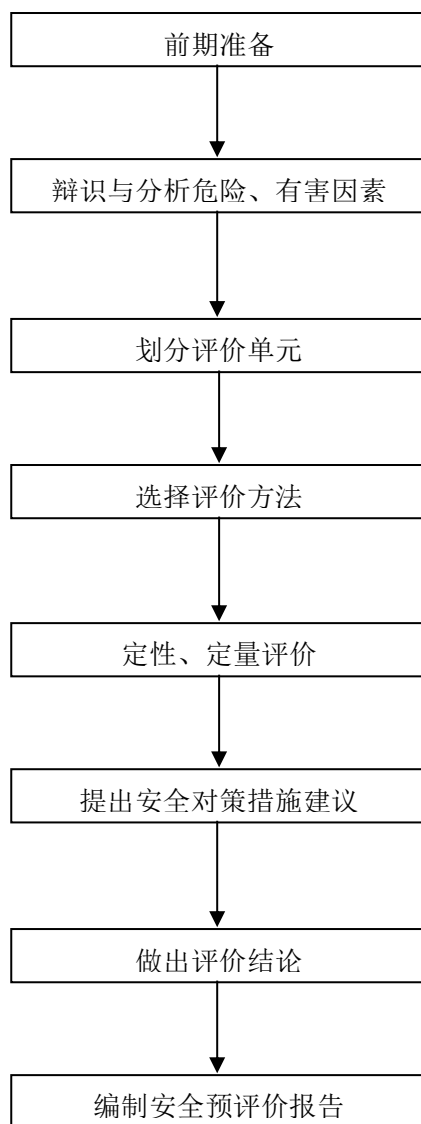 前期准备
辩识与分析危险、有害因素
划分评价单元
选择评价方法
定性、定量评价
提出安全对策措施建议
做出评价结论
编制安全预评价报告